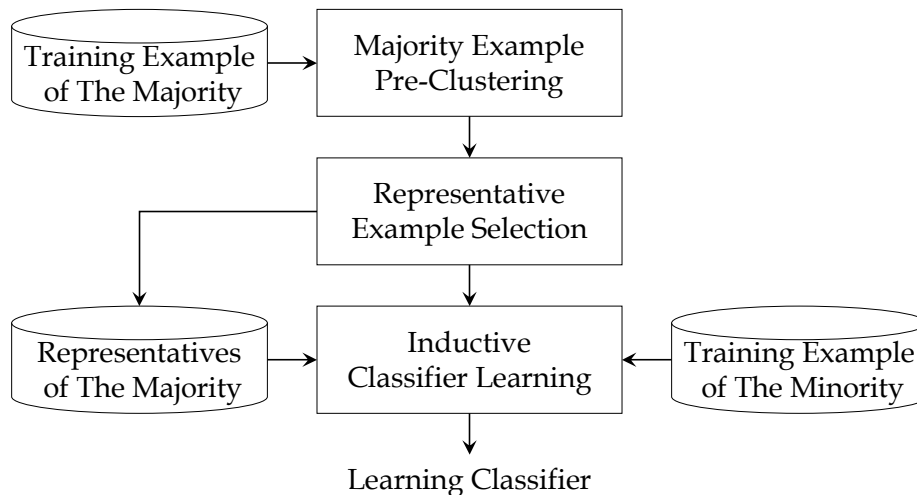 Training Example
of The Majority
Majority Example
Pre-Clustering
Representative
Example Selection
Representatives
of The Majority
Inductive
Classifier Learning
Training Example
of The Minority
Learning Classifier